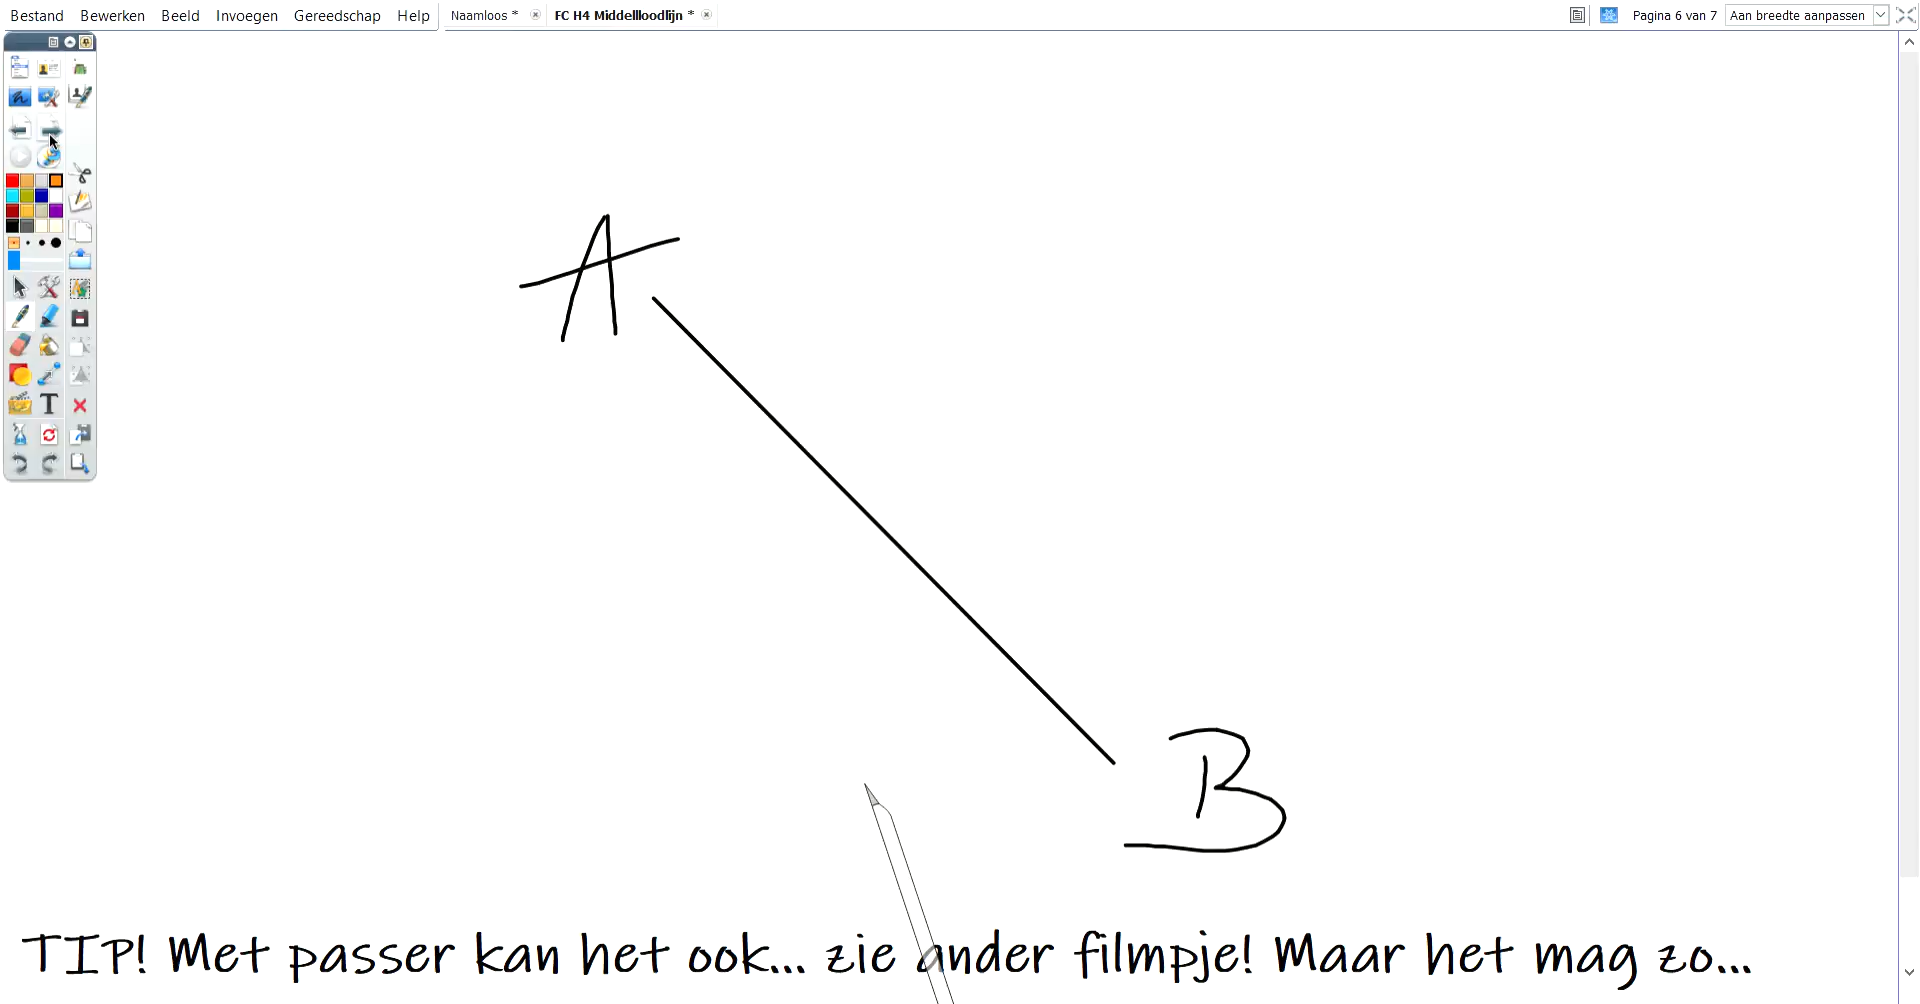 Bestand Bewerken Beeld Invoegen Gereedschap Help Naamloos * FC H4 Middellloodlijn * Pagina 6 van 7 Aan breedte aanpassen
A
B
TIP! Met passer kan het ook... zie ander filmpje! Maar het mag zo...